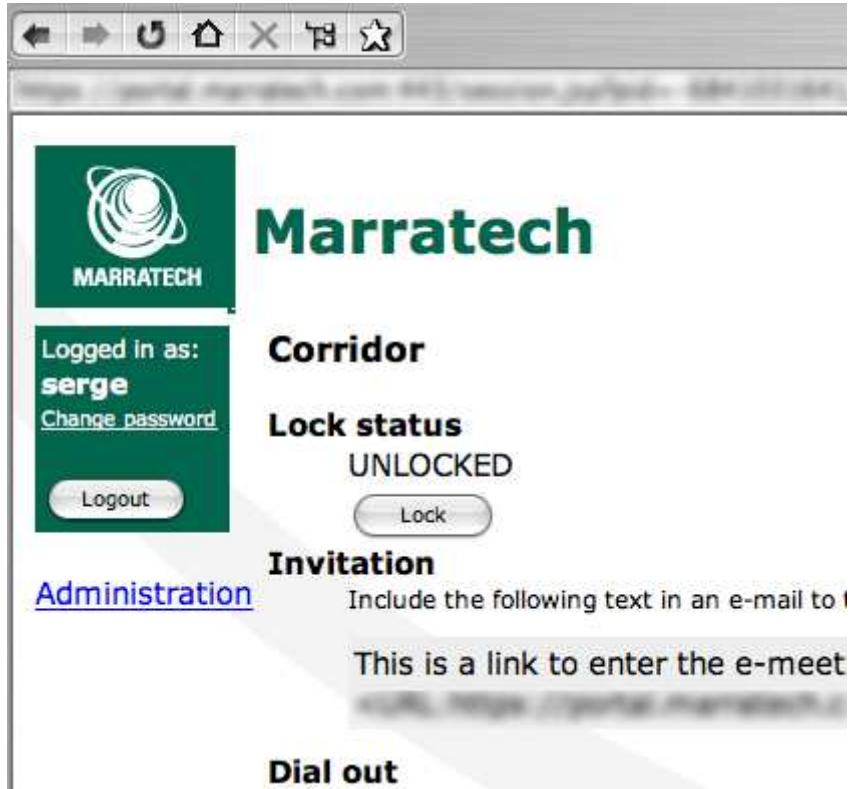 MARRATECH
Marratech
Logged in as:
serge
Change password
Logout
Administration
Corridor
Lock status
UNLOCKED
Lock
Invitation
Include the following text in an e-mail to
This is a link to enter the e-meet
Dial out